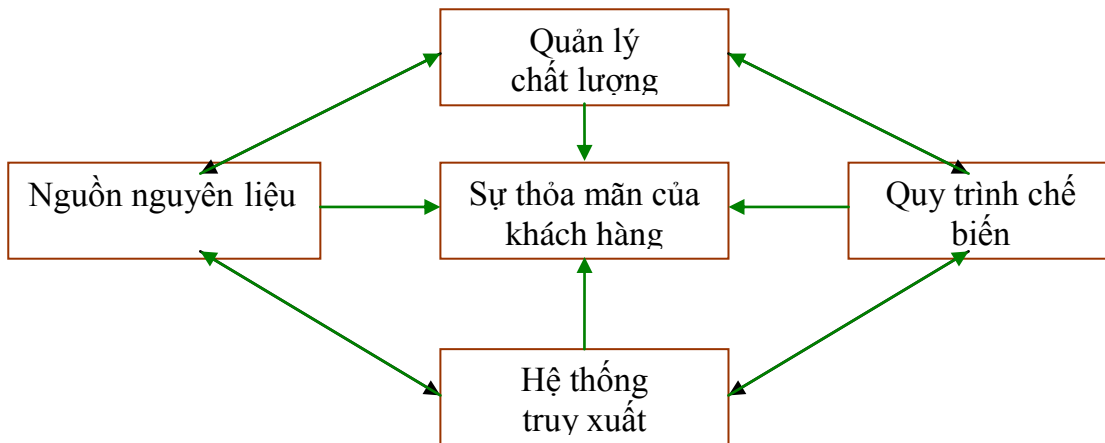 Quản lý
chất lượng
Nguồn nguyên liệu
Sự thỏa mãn của
khách hàng
Quy trình chế
biến
Hệ thống
truy xuất